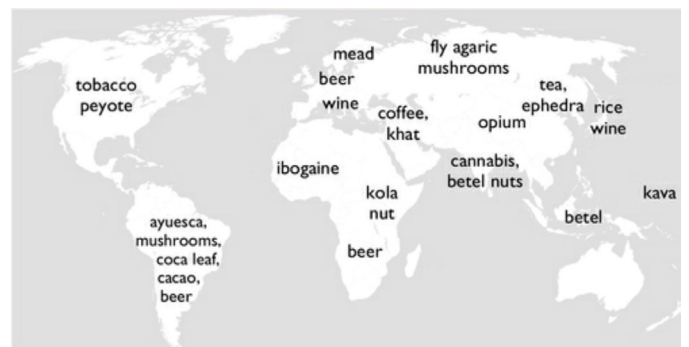 mead
beer
wine
fly agaric
mushrooms
tobacco
peyote
coffee,
khat
tea,
ephedra
opium
rice
wine
ibogaine
kola
nut
cannabis,
betel nuts
kava
betel
ayuesca,
mushrooms,
coca leaf,
cacao,
beer
beer